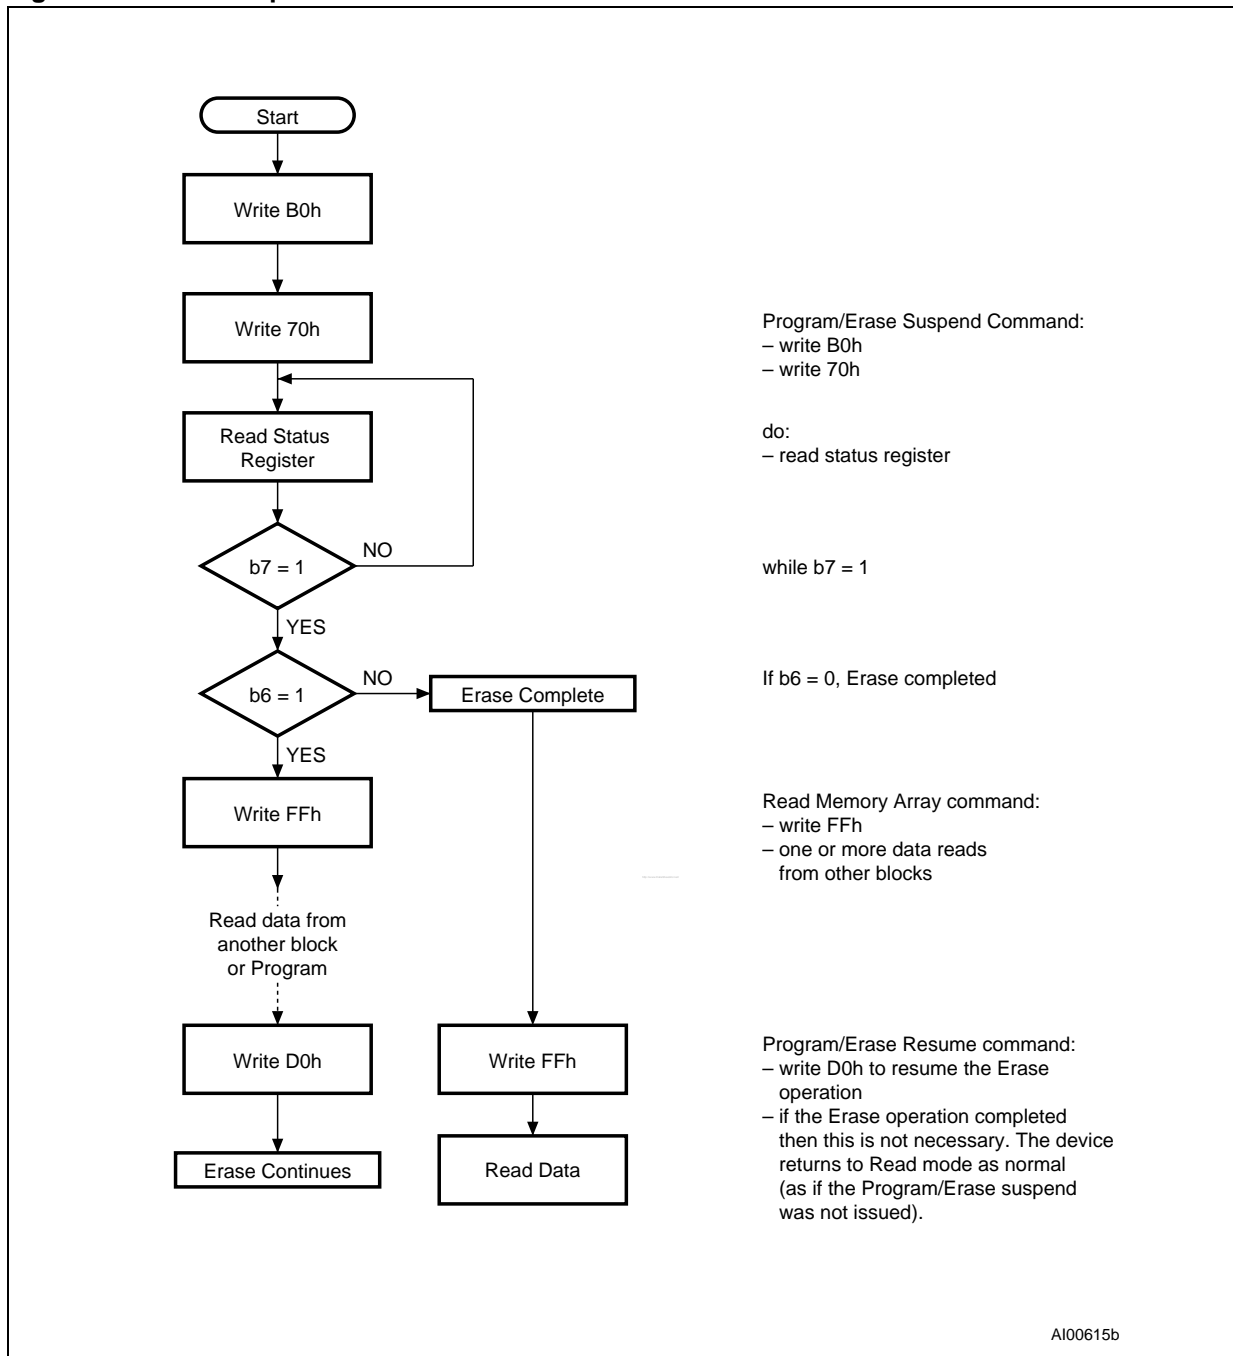 Start
Write B0h
Write 70h
Program/Erase Suspend Command:
– write B0h
– write 70h
Read Status
Register
do:
– read status register
b7 = 1
NO
while b7 = 1
YES
b6 = 1
NO
Erase Complete
If b6 = 0, Erase completed
YES
Write FFh
Read Memory Array command:
– write FFh
– one or more data reads
from other blocks
Read data from
another block
or Program
Write D0h
Write FFh
Program/Erase Resume command:
– write D0h to resume the Erase
operation
– if the Erase operation completed
then this is not necessary. The device
returns to Read mode as normal
(as if the Program/Erase suspend
was not issued).
Erase Continues
Read Data
AI00615b